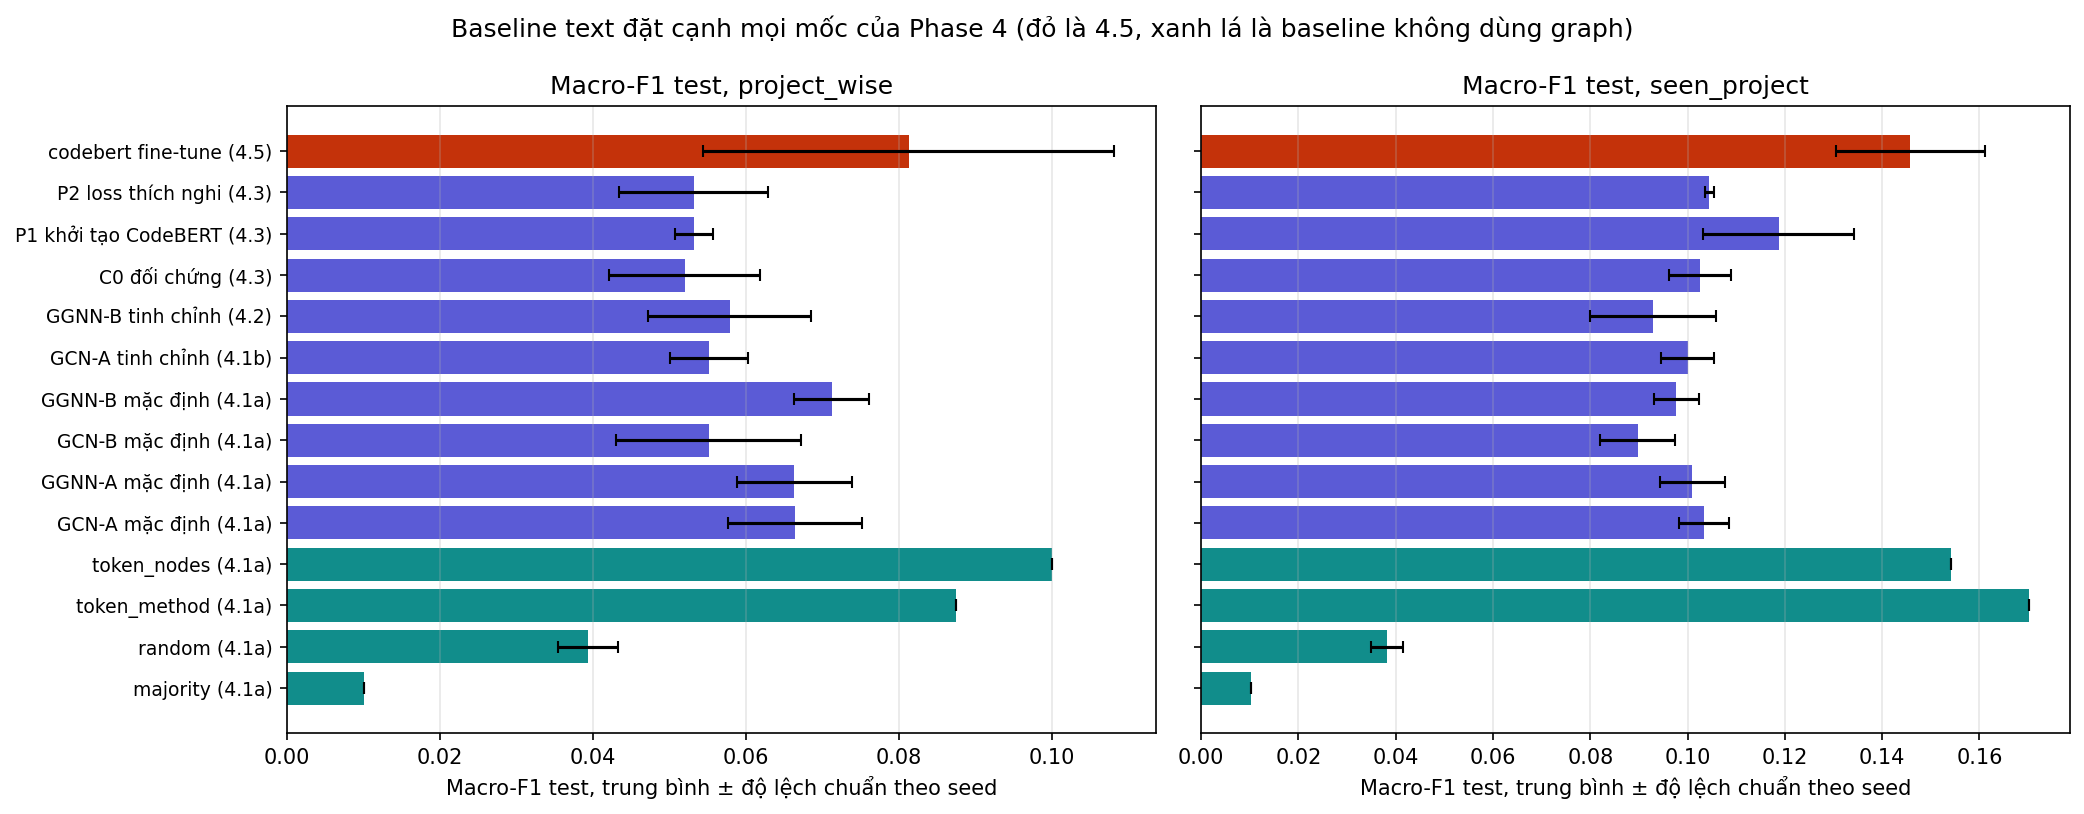 Baseline text đặt cạnh mọi mốc của Phase 4 (đỏ là 4.5, xanh lá là baseline không dùng graph)
Macro-F1 test, project_wise
Macro-F1 test, seen_project
codebert fine-tune (4.5)
P2 loss thích nghi (4.3)
P1 khởi tạo CodeBERT (4.3)
C0 đối chứng (4.3)
GGNN-B tinh chỉnh (4.2)
GCN-A tinh chỉnh (4.1b)
GGNN-B mặc định (4.1a)
GCN-B mặc định (4.1a)
GGNN-A mặc định (4.1a)
GCN-A mặc định (4.1a)
token_nodes (4.1a)
token_method (4.1a)
random (4.1a)
majority (4.1a)
0.00 0.02 0.04 0.06 0.08 0.10
0.00 0.02 0.04 0.06 0.08 0.10 0.12 0.14 0.16
Macro-F1 test, trung bình ± độ lệch chuẩn theo seed
Macro-F1 test, trung bình ± độ lệch chuẩn theo seed